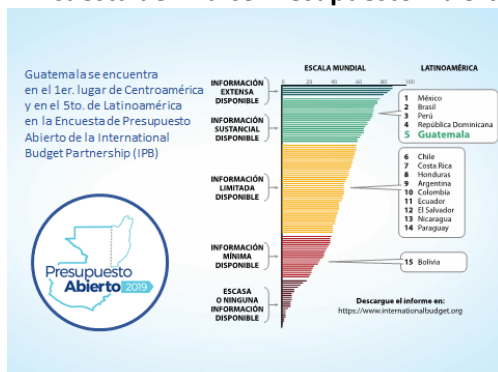 Guatemala se encuentra
en el 1er. lugar de Centroamérica
y en el 5to. de Latinoamérica
en la Encuesta de Presupuesto
Abierto de la International
Budget Partnership (IPB)
Presupuesto
Abierto 2019
ESCALA MUNDIAL
LATINOAMÉRICA
0 20 40 60 80 100
INFORMACIÓN
EXTENSA
DISPONIBLE
INFORMACIÓN
SUSTANCIAL
DISPONIBLE
INFORMACIÓN
LIMITADA
DISPONIBLE
INFORMACIÓN
MÍNIMA
DISPONIBLE
ESCASA
O NINGUNA
INFORMACIÓN
DISPONIBLE
1 México
2 Brasil
3 Perú
4 República Dominicana
5 Guatemala
6 Chile
7 Costa Rica
8 Honduras
9 Argentina
10 Colombia
11 Ecuador
12 El Salvador
13 Nicaragua
14 Paraguay
15 Bolivia
Descargue el informe en:
https://www.internationalbudget.org